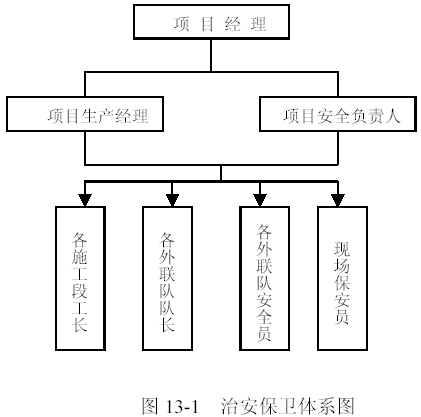 项目经理
项目生产经理
项目安全负责人
各施工段工长
各外联队队长
各外联队安全员
现场保安员
图 13-1 治安保卫体系图